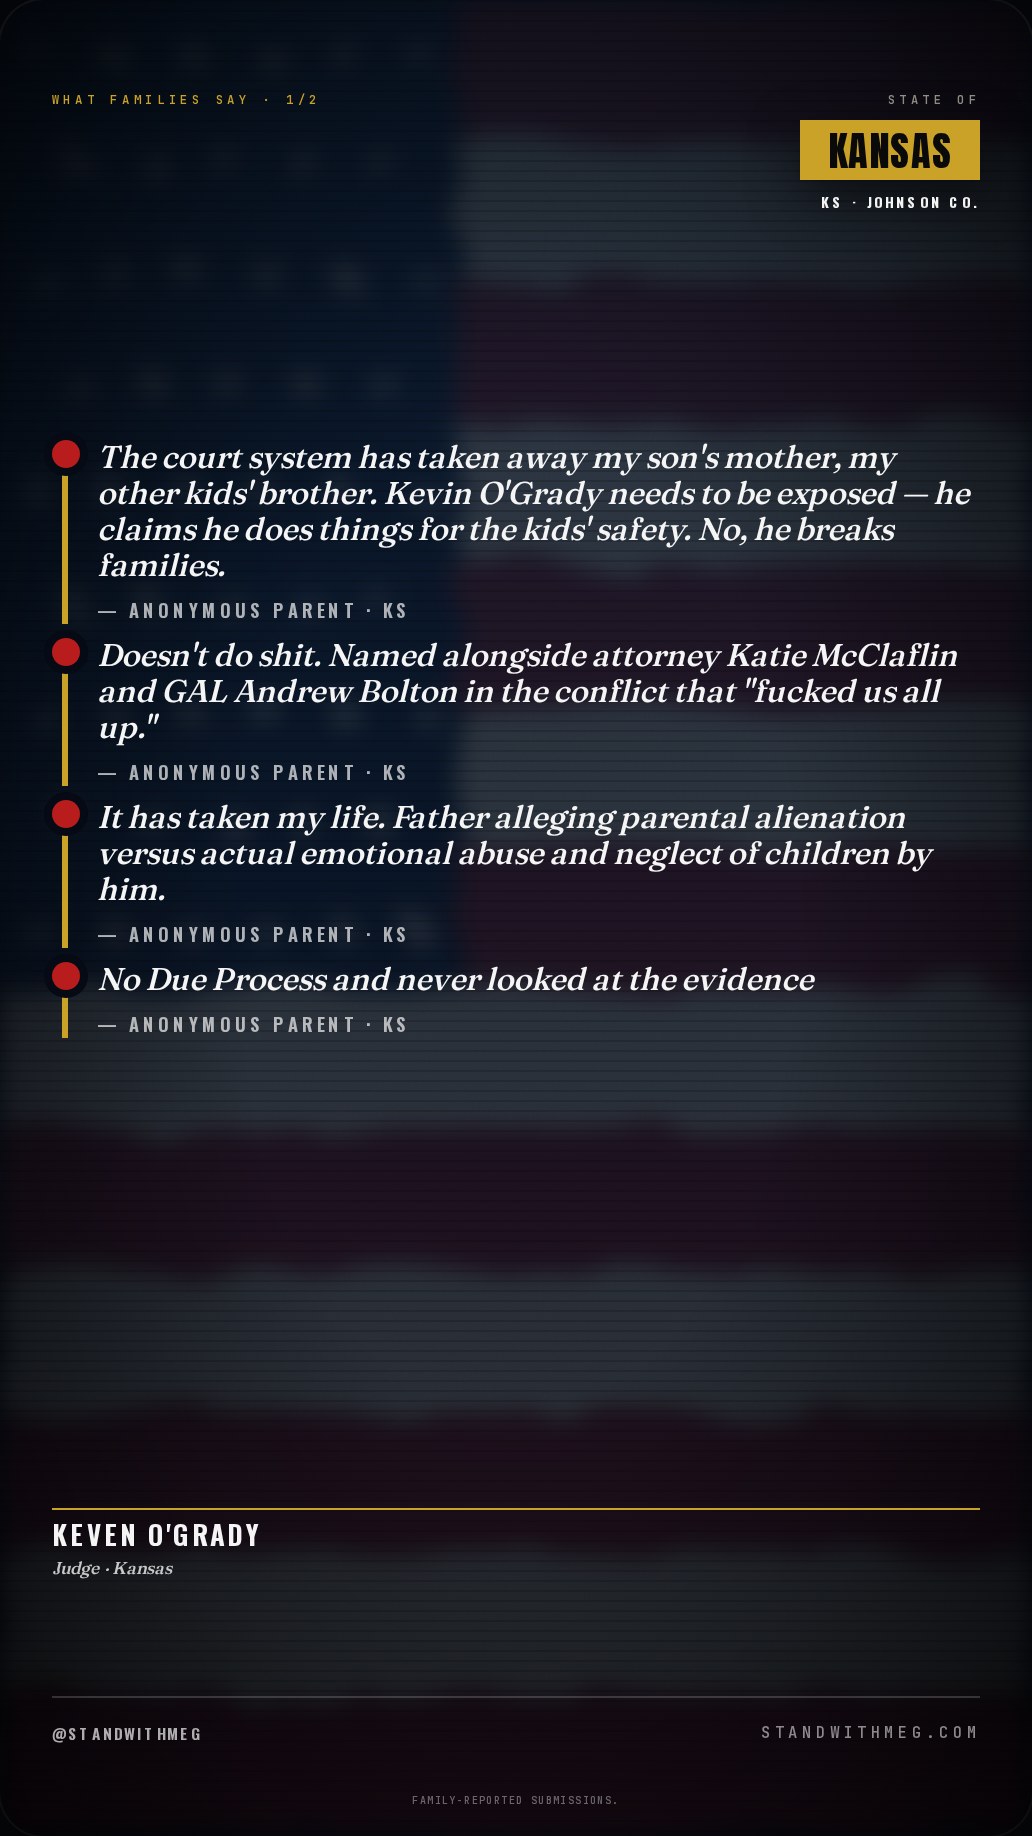 WHAT FAMILIES SAY · 1/2
STATE OF
KANSAS
KS · JOHNSON CO.
The court system has taken away my son's mother, my
other kids' brother. Kevin O'Grady needs to be exposed — he
claims he does things for the kids' safety. No, he breaks
families.
— ANONYMOUS PARENT · KS
Doesn't do shit. Named alongside attorney Katie McClaflin
and GAL Andrew Bolton in the conflict that "fucked us all
up."
— ANONYMOUS PARENT · KS
It has taken my life. Father alleging parental alienation
versus actual emotional abuse and neglect of children by
him.
— ANONYMOUS PARENT · KS
No Due Process and never looked at the evidence
— ANONYMOUS PARENT · KS
KEVEN O'GRADY
Judge · Kansas
@STANDWITHMEG
STANDWITHMEG.COM
FAMILY-REPORTED SUBMISSIONS.